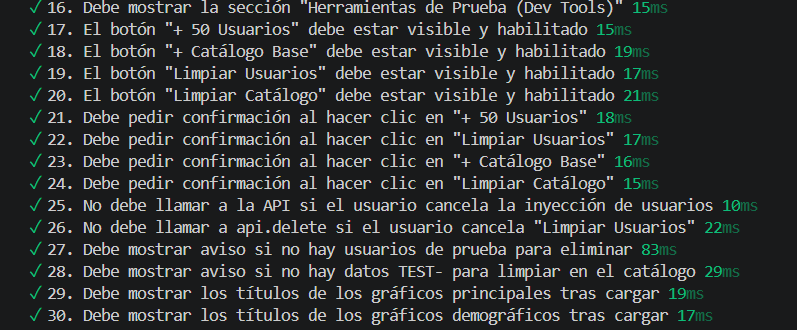 ✓ 16. Debe mostrar la sección "Herramientas de Prueba (Dev Tools)" 15ms
✓ 17. El botón "+ 50 Usuarios" debe estar visible y habilitado 15ms
✓ 18. El botón "+ Catálogo Base" debe estar visible y habilitado 19ms
✓ 19. El botón "Limpiar Usuarios" debe estar visible y habilitado 17ms
✓ 20. El botón "Limpiar Catálogo" debe estar visible y habilitado 21ms
✓ 21. Debe pedir confirmación al hacer clic en "+ 50 Usuarios" 18ms
✓ 22. Debe pedir confirmación al hacer clic en "Limpiar Usuarios" 17ms
✓ 23. Debe pedir confirmación al hacer clic en "+ Catálogo Base" 16ms
✓ 24. Debe pedir confirmación al hacer clic en "Limpiar Catálogo" 15ms
✓ 25. No debe llamar a la API si el usuario cancela la inyección de usuarios 10ms
✓ 26. No debe llamar a api.delete si el usuario cancela "Limpiar Usuarios" 22ms
✓ 27. Debe mostrar aviso si no hay usuarios de prueba para eliminar 83ms
✓ 28. Debe mostrar aviso si no hay datos TEST- para limpiar en el catálogo 29ms
✓ 29. Debe mostrar los títulos de los gráficos principales tras cargar 19ms
✓ 30. Debe mostrar los títulos de los gráficos demográficos tras cargar 17ms